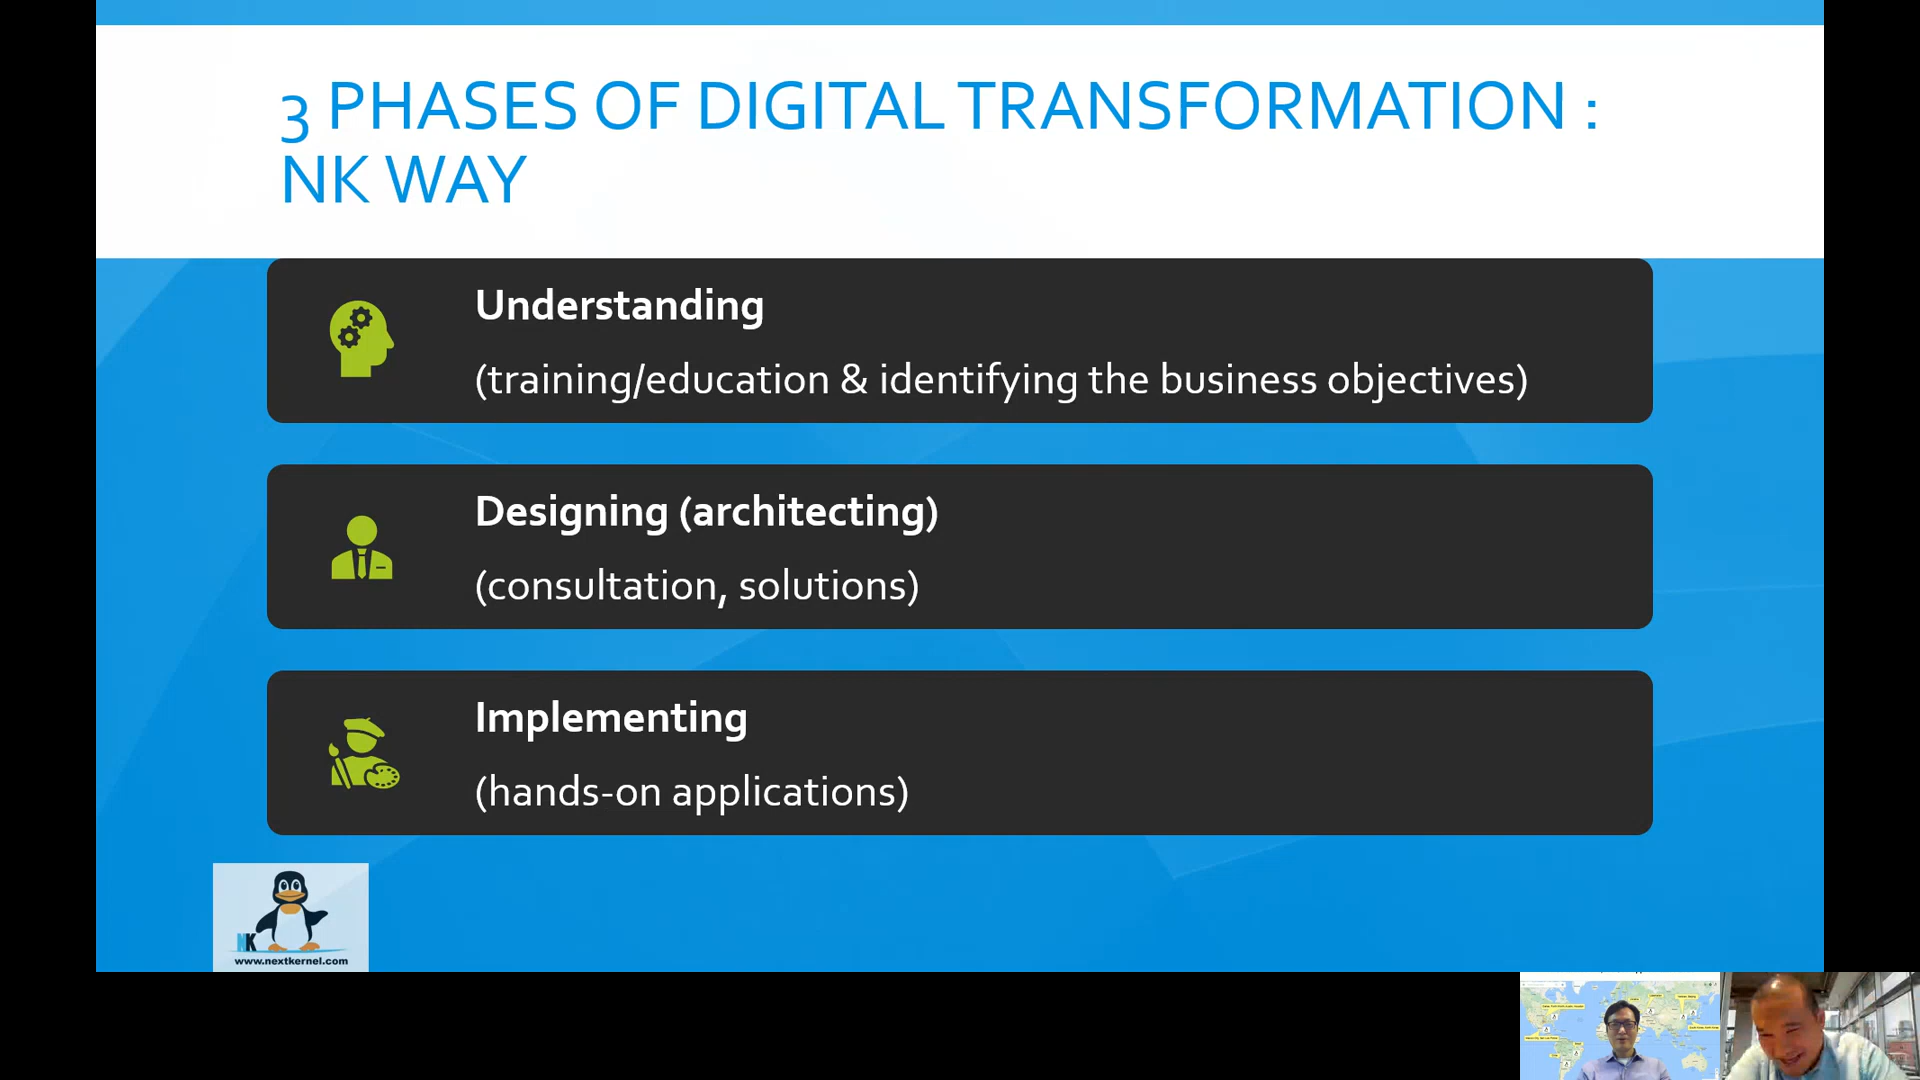 3 PHASES OF DIGITAL TRANSFORMATION :
NK WAY
Understanding
(training/education & identifying the business objectives)
Designing (architecting)
(consultation, solutions)
Implementing
(hands-on applications)
NK
www.nextkernel.com